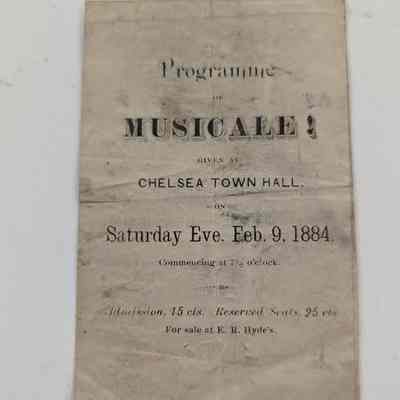 Programme
OF
MUSICALE!
GIVEN AT
CHELSEA TOWN HALL.
ON
Saturday Eve. Feb. 9, 1884.
Commencing at 7½ o'clock.
Admission, 15 cts. Reserved Seats, 25 cts
For sale at E. R. Hyde's.